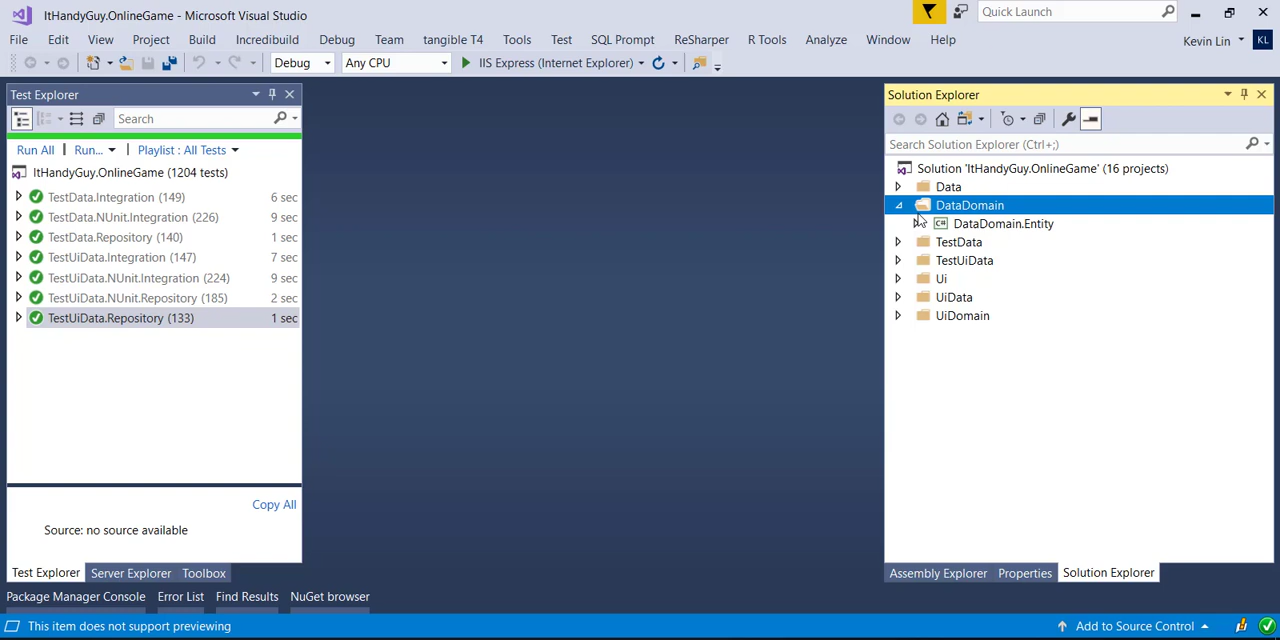 ItHandyGuy.OnlineGame - Microsoft Visual Studio
Quick Launch
File Edit View Project Build Incredibuild Debug Team tangible T4 Tools Test SQL Prompt ReSharper R Tools Analyze Window Help
Kevin Lin KL
Debug Any CPU IIS Express (Internet Explorer)
Test Explorer
Search
Run All | Run... | Playlist : All Tests
ItHandyGuy.OnlineGame (1204 tests)
TestData.Integration (149) 6 sec
TestData.NUnit.Integration (226) 9 sec
TestData.Repository (140) 1 sec
TestUiData.Integration (147) 7 sec
TestUiData.NUnit.Integration (224) 9 sec
TestUiData.NUnit.Repository (185) 2 sec
TestUiData.Repository (133) 1 sec
Copy All
Source: no source available
Test Explorer Server Explorer Toolbox
Solution Explorer
Search Solution Explorer (Ctrl+;)
Solution 'ItHandyGuy.OnlineGame' (16 projects)
Data
DataDomain
C# DataDomain.Entity
TestData
TestUiData
Ui
UiData
UiDomain
Assembly Explorer Properties Solution Explorer
Package Manager Console Error List Find Results NuGet browser
This item does not support previewing
Add to Source Control